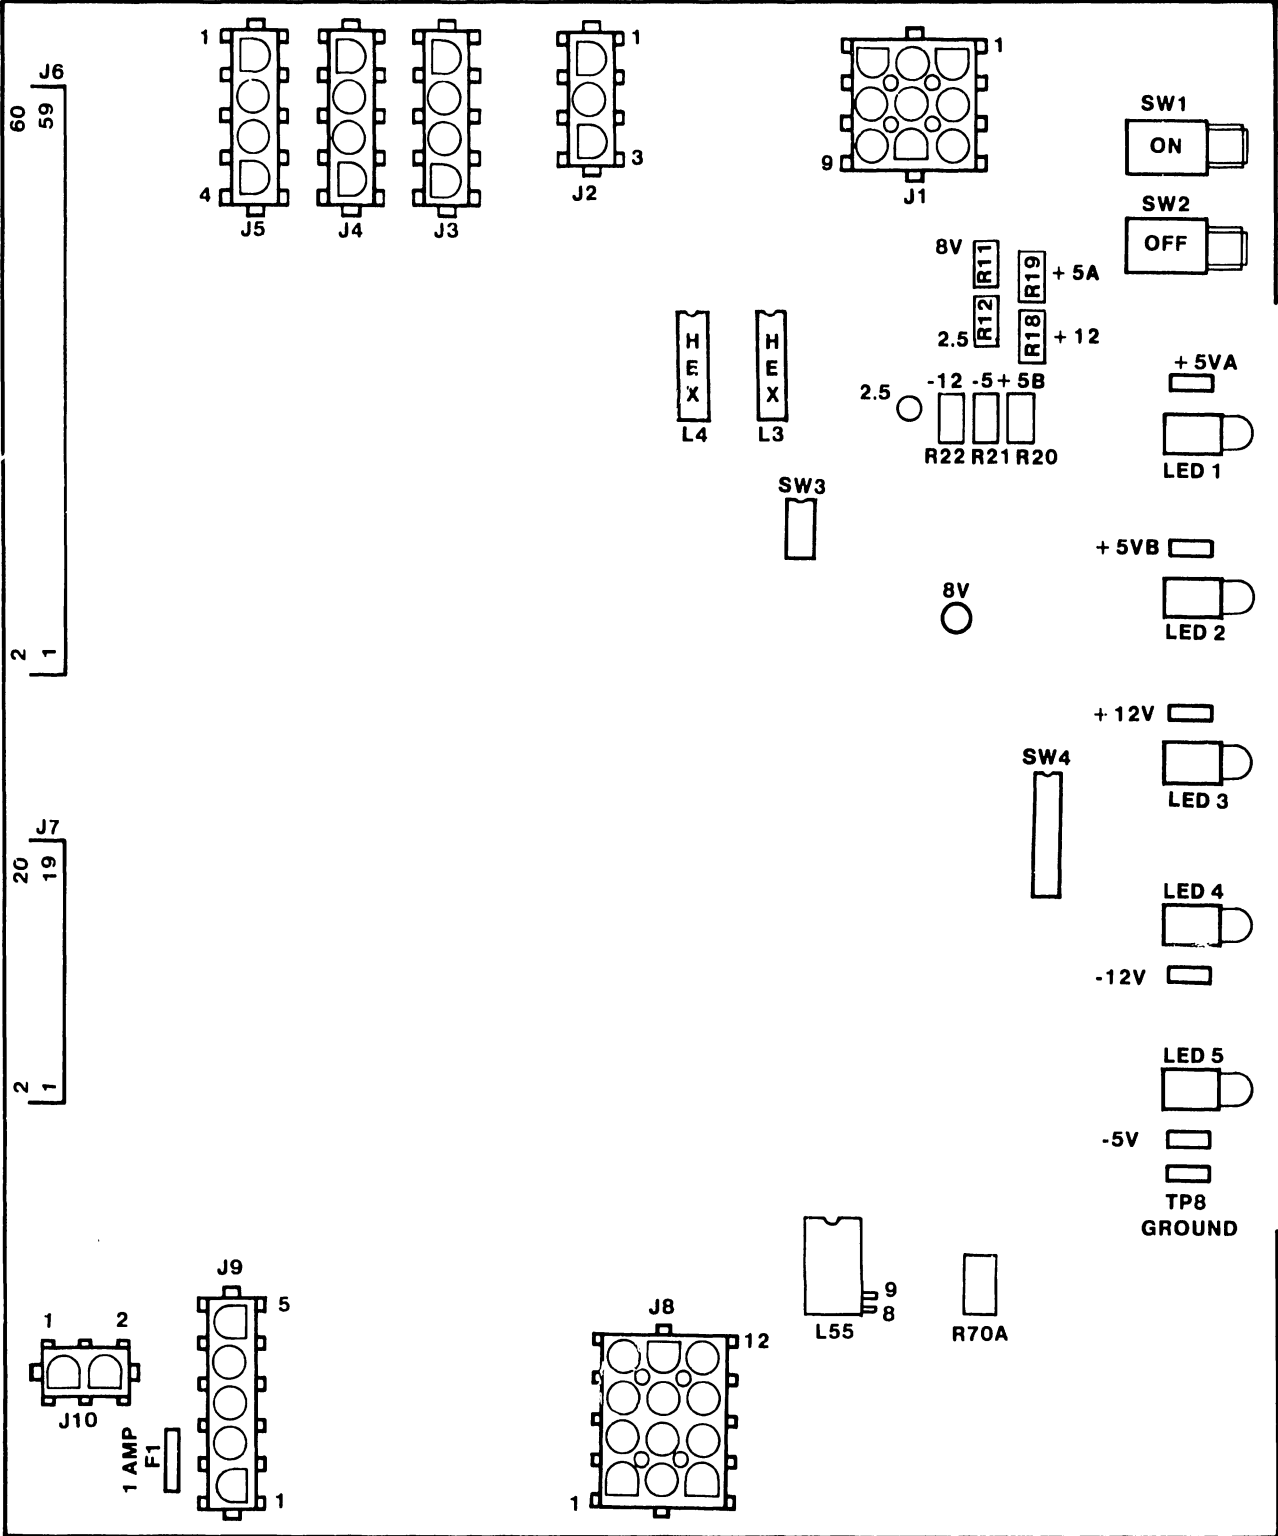 1
1
1
J6
60
59
SW1
ON
9
3
4
J5
J4
J3
J2
J1
SW2
OFF
8V
R11
R19
+ 5A
R12
R18
2.5
+ 12
HEX
HEX
+ 5VA
-12
-5
+ 5B
2.5
L4
L3
R22
R21
R20
LED 1
SW3
+ 5VB
8V
LED 2
2
1
+ 12V
SW4
LED 3
J7
20
19
LED 4
-12V
LED 5
2
1
-5V
TP8
GROUND
J9
5
9
8
L55
R70A
1
2
J8
12
J10
1 AMP
F1
1
1